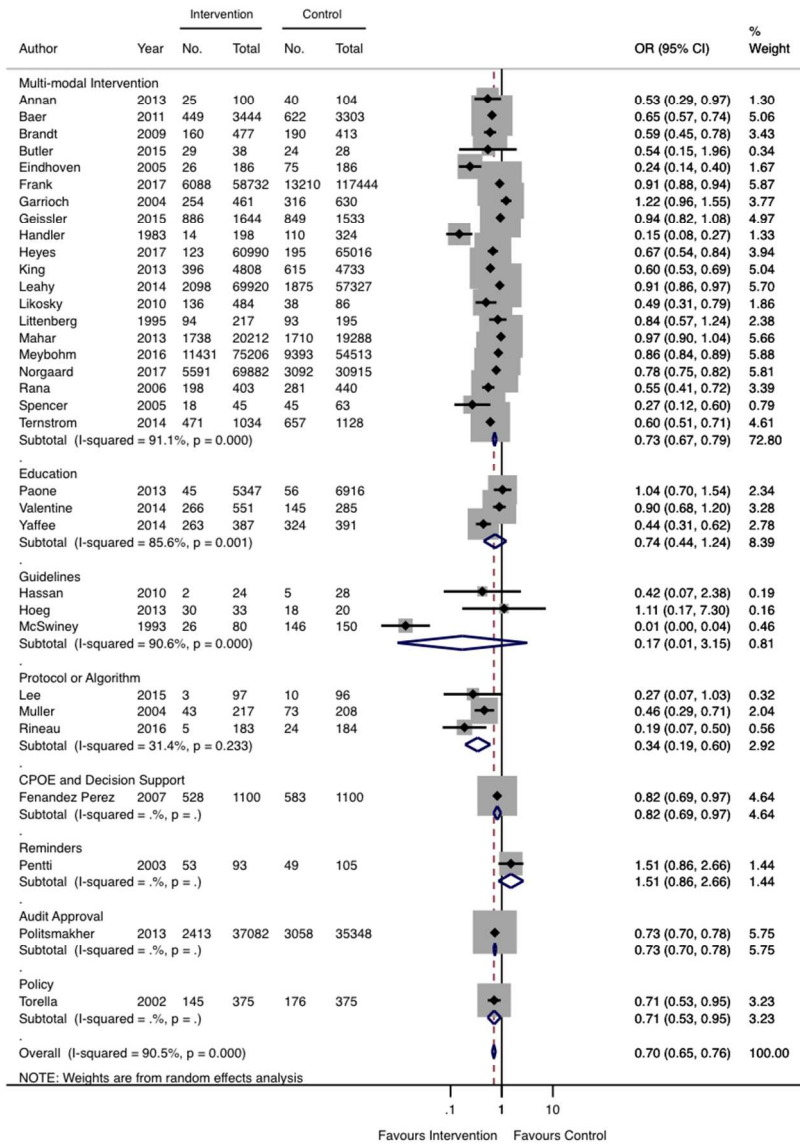 Intervention Control
%
Author Year No. Total No. Total OR (95% CI) Weight
Multi-modal Intervention
Annan 2013 25 100 40 104 0.53 (0.29, 0.97) 1.30
Baer 2011 449 3444 622 3303 0.65 (0.57, 0.74) 5.06
Brandt 2009 160 477 190 413 0.59 (0.45, 0.78) 3.43
Butler 2015 29 38 24 28 0.54 (0.15, 1.96) 0.34
Eindhoven 2005 26 186 75 186 0.24 (0.14, 0.40) 1.67
Frank 2017 6088 58732 13210 117444 0.91 (0.88, 0.94) 5.87
Garrioch 2004 254 461 316 630 1.22 (0.96, 1.55) 3.77
Geissler 2015 886 1644 849 1533 0.94 (0.82, 1.08) 4.97
Handler 1983 14 198 110 324 0.15 (0.08, 0.27) 1.33
Heyes 2017 123 60990 195 65016 0.67 (0.54, 0.84) 3.94
King 2013 396 4808 615 4733 0.60 (0.53, 0.69) 5.04
Leahy 2014 2098 69920 1875 57327 0.91 (0.86, 0.97) 5.70
Likosky 2010 136 484 38 86 0.49 (0.31, 0.79) 1.86
Littenberg 1995 94 217 93 195 0.84 (0.57, 1.24) 2.38
Mahar 2013 1738 20212 1710 19288 0.97 (0.90, 1.04) 5.66
Meybohm 2016 11431 75206 9393 54513 0.86 (0.84, 0.89) 5.88
Norgaard 2017 5591 69882 3092 30915 0.78 (0.75, 0.82) 5.81
Rana 2006 198 403 281 440 0.55 (0.41, 0.72) 3.39
Spencer 2005 18 45 45 63 0.27 (0.12, 0.60) 0.79
Ternstrom 2014 471 1034 657 1128 0.60 (0.51, 0.71) 4.61
Subtotal (I-squared = 91.1%, p = 0.000) 0.73 (0.67, 0.79) 72.80
.
Education
Paone 2013 45 5347 56 6916 1.04 (0.70, 1.54) 2.34
Valentine 2014 266 551 145 285 0.90 (0.68, 1.20) 3.28
Yaffee 2014 263 387 324 391 0.44 (0.31, 0.62) 2.78
Subtotal (I-squared = 85.6%, p = 0.001) 0.74 (0.44, 1.24) 8.39
.
Guidelines
Hassan 2010 2 24 5 28 0.42 (0.07, 2.38) 0.19
Hoeg 2013 30 33 18 20 1.11 (0.17, 7.30) 0.16
McSwiney 1993 26 80 146 150 0.01 (0.00, 0.04) 0.46
Subtotal (I-squared = 90.6%, p = 0.000) 0.17 (0.01, 3.15) 0.81
.
Protocol or Algorithm
Lee 2015 3 97 10 96 0.27 (0.07, 1.03) 0.32
Muller 2004 43 217 73 208 0.46 (0.29, 0.71) 2.04
Rineau 2016 5 183 24 184 0.19 (0.07, 0.50) 0.56
Subtotal (I-squared = 31.4%, p = 0.233) 0.34 (0.19, 0.60) 2.92
.
CPOE and Decision Support
Fenandez Perez 2007 528 1100 583 1100 0.82 (0.69, 0.97) 4.64
Subtotal (I-squared = .%, p = .) 0.82 (0.69, 0.97) 4.64
.
Reminders
Pentti 2003 53 93 49 105 1.51 (0.86, 2.66) 1.44
Subtotal (I-squared = .%, p = .) 1.51 (0.86, 2.66) 1.44
.
Audit Approval
Politsmakher 2013 2413 37082 3058 35348 0.73 (0.70, 0.78) 5.75
Subtotal (I-squared = .%, p = .) 0.73 (0.70, 0.78) 5.75
.
Policy
Torella 2002 145 375 176 375 0.71 (0.53, 0.95) 3.23
Subtotal (I-squared = .%, p = .) 0.71 (0.53, 0.95) 3.23
.
Overall (I-squared = 90.5%, p = 0.000) 0.70 (0.65, 0.76) 100.00
NOTE: Weights are from random effects analysis
.1 1 10
Favours Intervention Favours Control